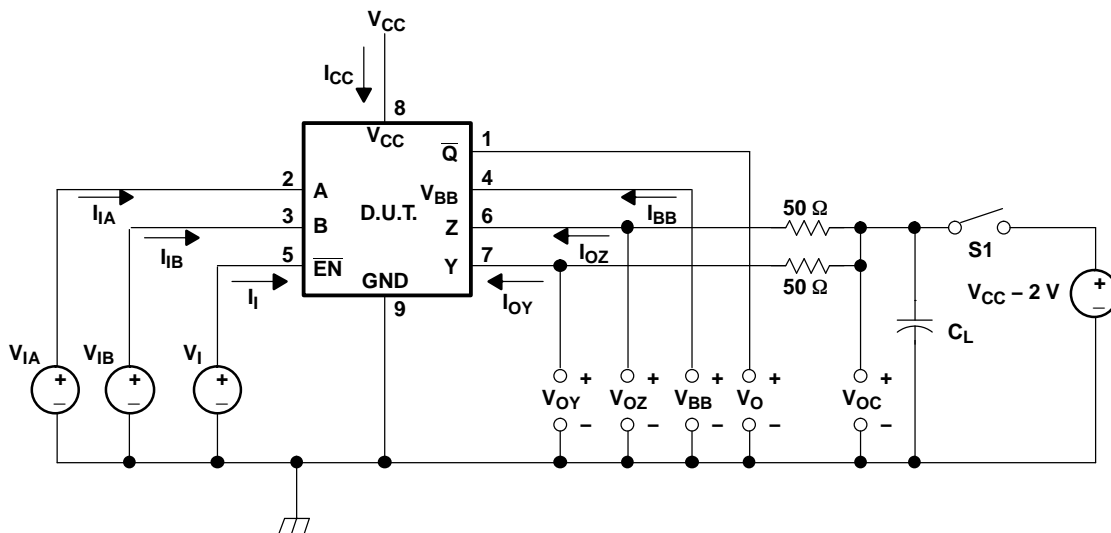 V_CC
I_CC
8
V_CC
1
Q̅
2
A
4
V_BB
I_IA
D.U.T.
I_BB
50 Ω
3
B
6
Z
I_IB
I_OZ
S1
5
E̅N̅
7
Y
50 Ω
I_I
GND
I_OY
V_CC – 2 V
+
–
9
C_L
V_IA
+
–
V_IB
+
–
V_I
+
–
+
V_OY
–
+
V_OZ
–
+
V_BB
–
+
V_O
–
+
V_OC
–